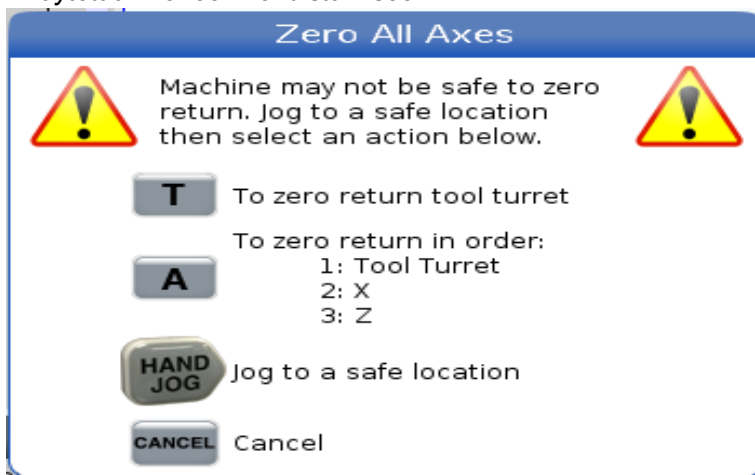 Zero All Axes
Machine may not be safe to zero
return. Jog to a safe location
then select an action below.
T To zero return tool turret
To zero return in order:
A 1: Tool Turret
2: X
3: Z
HAND
JOG Jog to a safe location
CANCEL Cancel